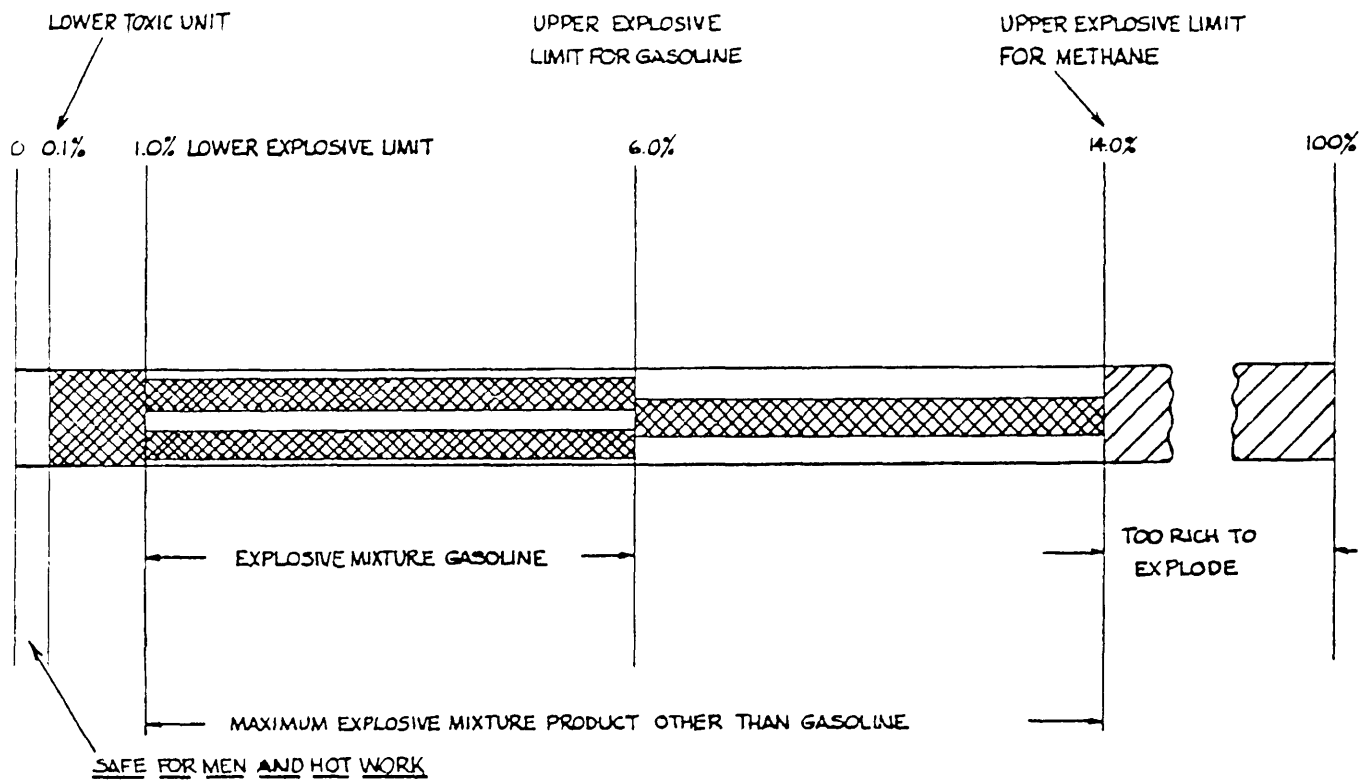 LOWER TOXIC UNIT
UPPER EXPLOSIVE
LIMIT FOR GASOLINE
UPPER EXPLOSIVE LIMIT
FOR METHANE
0 0.1% 1.0% LOWER EXPLOSIVE LIMIT 6.0% 14.0% 100%
EXPLOSIVE MIXTURE GASOLINE
TOO RICH TO
EXPLODE
MAXIMUM EXPLOSIVE MIXTURE PRODUCT OTHER THAN GASOLINE
SAFE FOR MEN AND HOT WORK